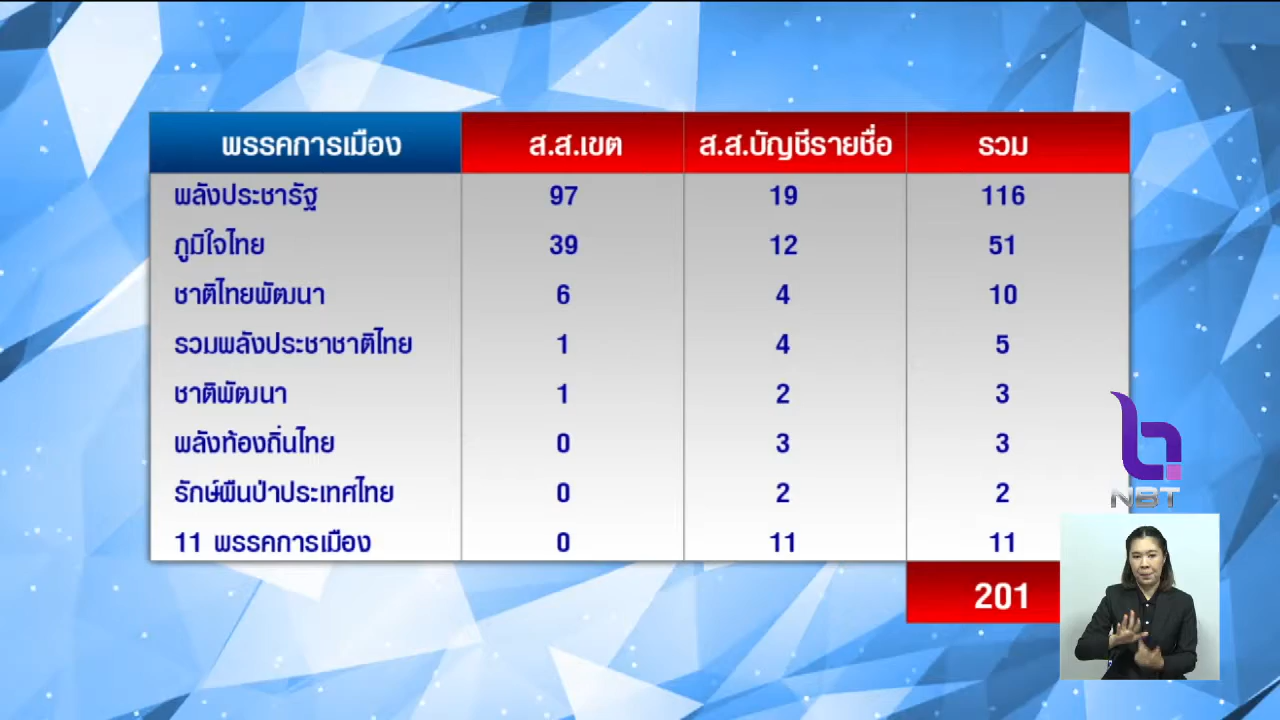 พรรคการเมือง ส.ส.เขต ส.ส.บัญชีรายชื่อ รวม
พลังประชารัฐ 97 19 116
ภูมิใจไทย 39 12 51
ชาติไทยพัฒนา 6 4 10
รวมพลังประชาชาติไทย 1 4 5
ชาติพัฒนา 1 2 3
พลังท้องถิ่นไทย 0 3 3
รักษ์ผืนป่าประเทศไทย 0 2 2
11 พรรคการเมือง 0 11 11
201
NBT